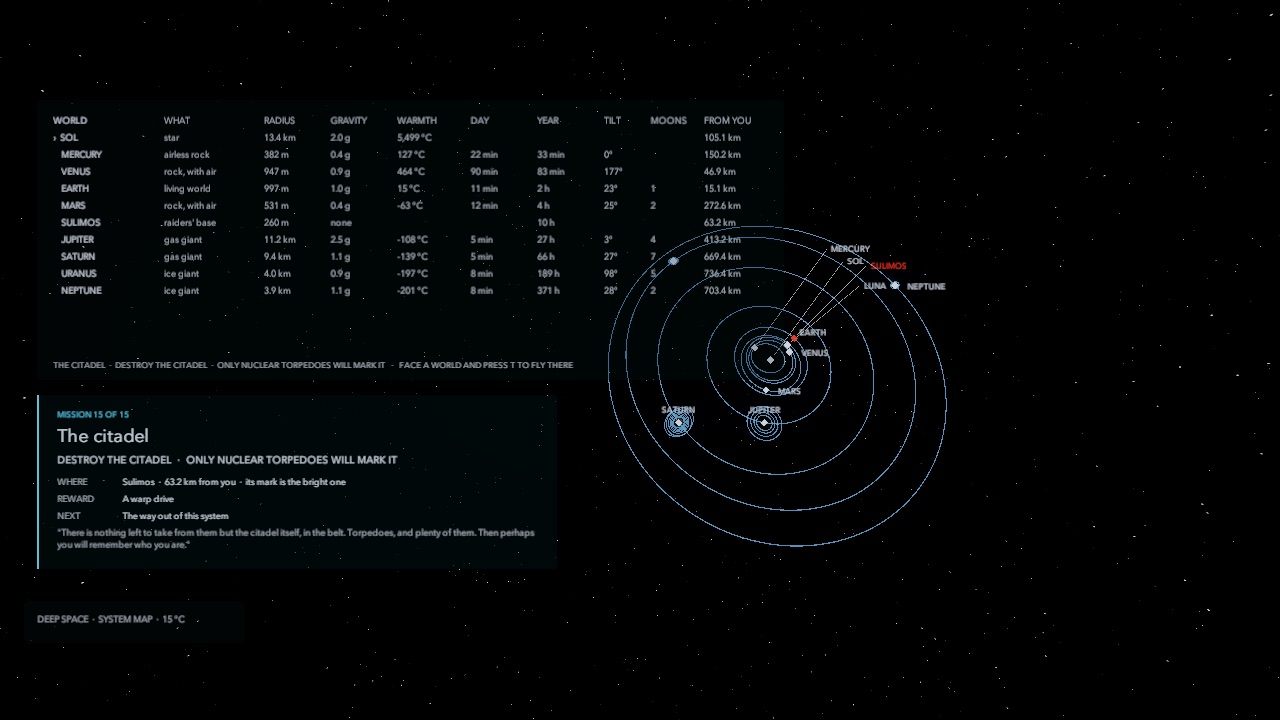 WORLD WHAT RADIUS GRAVITY WARMTH DAY YEAR TILT MOONS FROM YOU
› SOL star 13.4 km 2.0 g 5,499 °C 105.1 km
MERCURY airless rock 382 m 0.4 g 127 °C 22 min 33 min 0° 150.2 km
VENUS rock, with air 947 m 0.9 g 464 °C 90 min 83 min 177° 46.9 km
EARTH living world 997 m 1.0 g 15 °C 11 min 2 h 23° 1 15.1 km
MARS rock, with air 531 m 0.4 g -63 °C 12 min 4 h 25° 2 272.6 km
SULIMOS raiders' base 260 m none 10 h 63.2 km
JUPITER gas giant 11.2 km 2.5 g -108 °C 5 min 27 h 3° 4 413.2 km
SATURN gas giant 9.4 km 1.1 g -139 °C 5 min 66 h 27° 7 669.4 km
URANUS ice giant 4.0 km 0.9 g -197 °C 8 min 189 h 98° 5 736.4 km
NEPTUNE ice giant 3.9 km 1.1 g -201 °C 8 min 371 h 28° 2 703.4 km
THE CITADEL · DESTROY THE CITADEL · ONLY NUCLEAR TORPEDOES WILL MARK IT · FACE A WORLD AND PRESS T TO FLY THERE
MERCURY
SOL
SULIMOS
LUNA
NEPTUNE
EARTH
VENUS
MARS
SATURN
JUPITER
MISSION 15 OF 15
The citadel
DESTROY THE CITADEL · ONLY NUCLEAR TORPEDOES WILL MARK IT
WHERE Sulimos · 63.2 km from you · its mark is the bright one
REWARD A warp drive
NEXT The way out of this system
"There is nothing left to take from them but the citadel itself, in the belt. Torpedoes, and plenty of them. Then perhaps
you will remember who you are."
DEEP SPACE · SYSTEM MAP · 15 °C